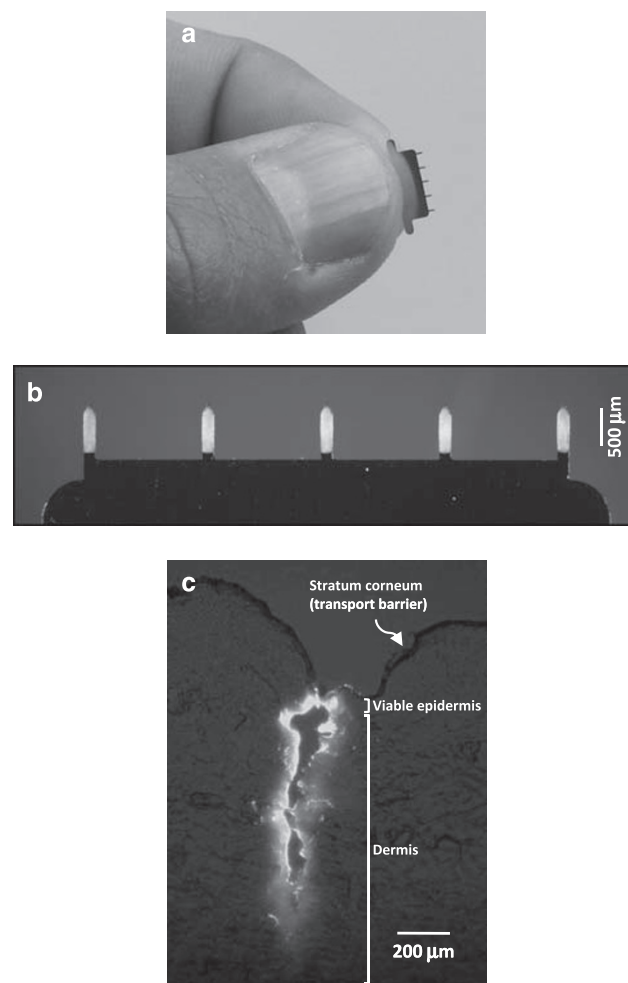 a
b
500 µm
c
Stratum corneum
(transport barrier)
Viable epidermis
Dermis
200 µm